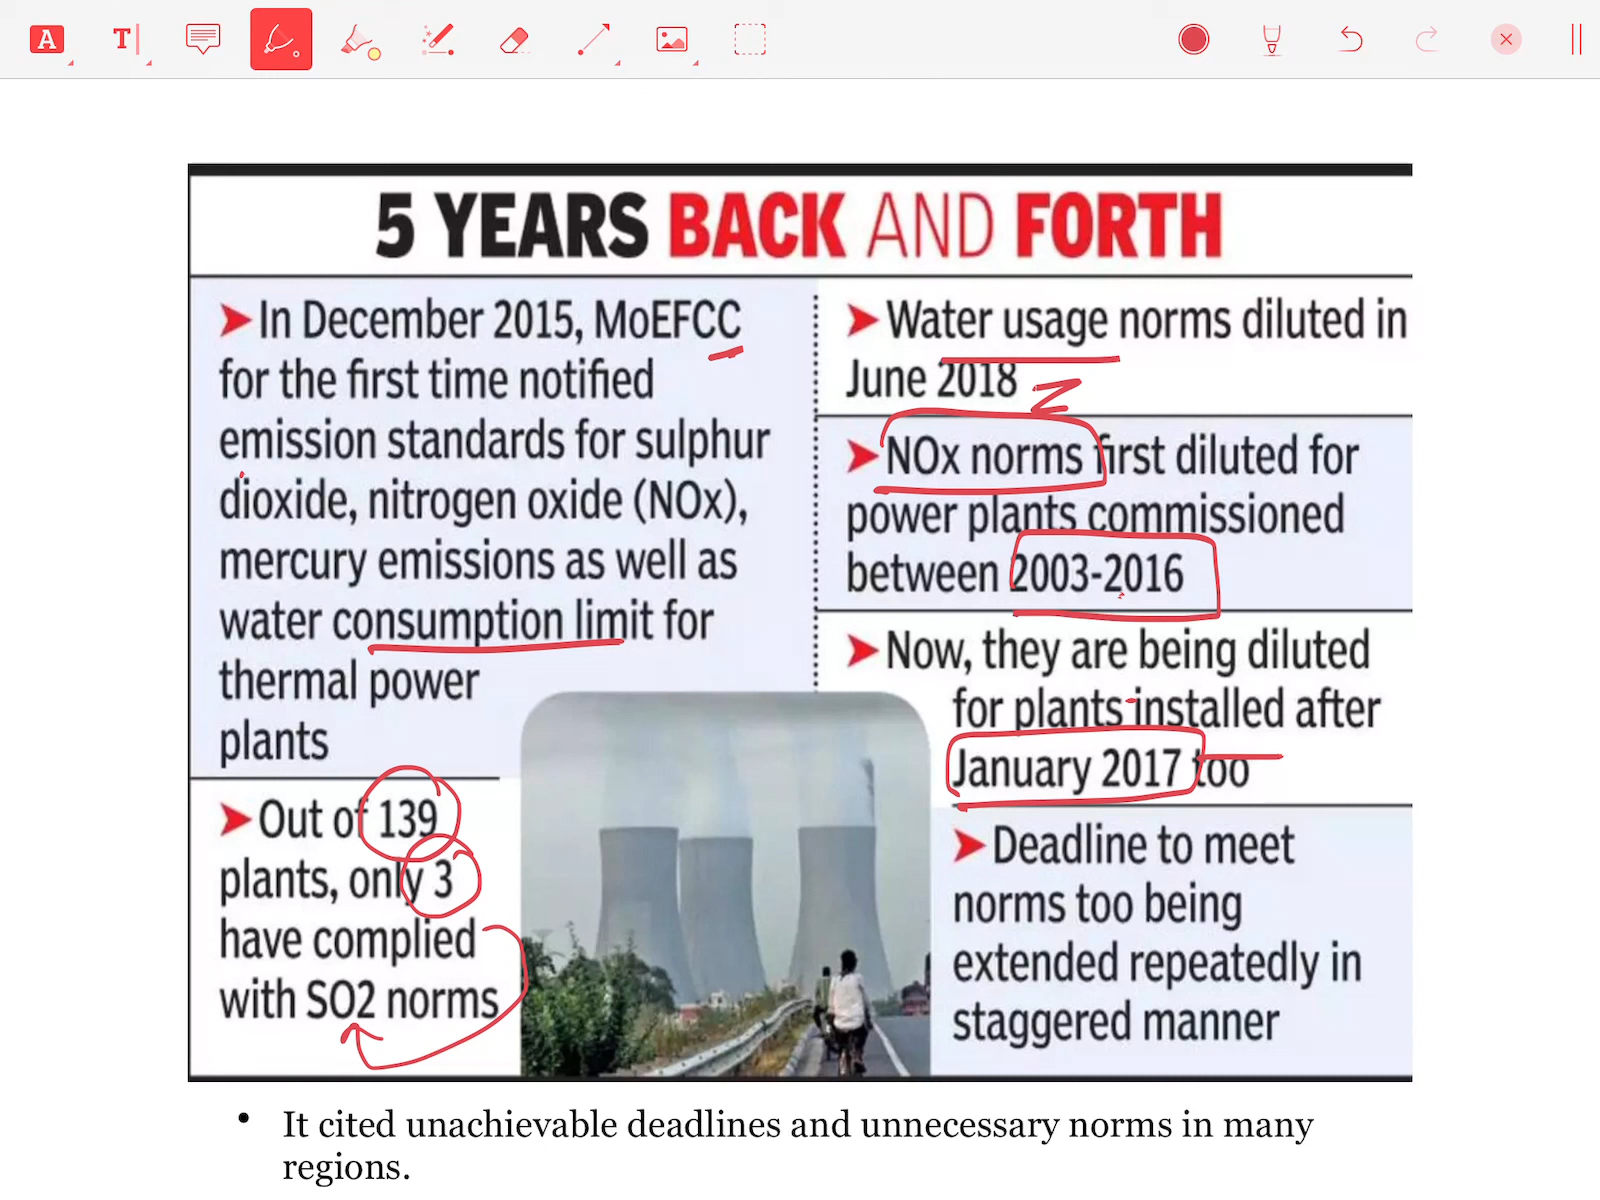 A T
5 YEARS BACK AND FORTH
In December 2015, MoEFCC
for the first time notified
emission standards for sulphur
dioxide, nitrogen oxide (NOx),
mercury emissions as well as
water consumption limit for
thermal power
plants
Out of 139
plants, only 3
have complied
with SO2 norms
Water usage norms diluted in
June 2018
NOx norms first diluted for
power plants commissioned
between 2003-2016
Now, they are being diluted
for plants installed after
January 2017 too
Deadline to meet
norms too being
extended repeatedly in
staggered manner
• It cited unachievable deadlines and unnecessary norms in many
regions.